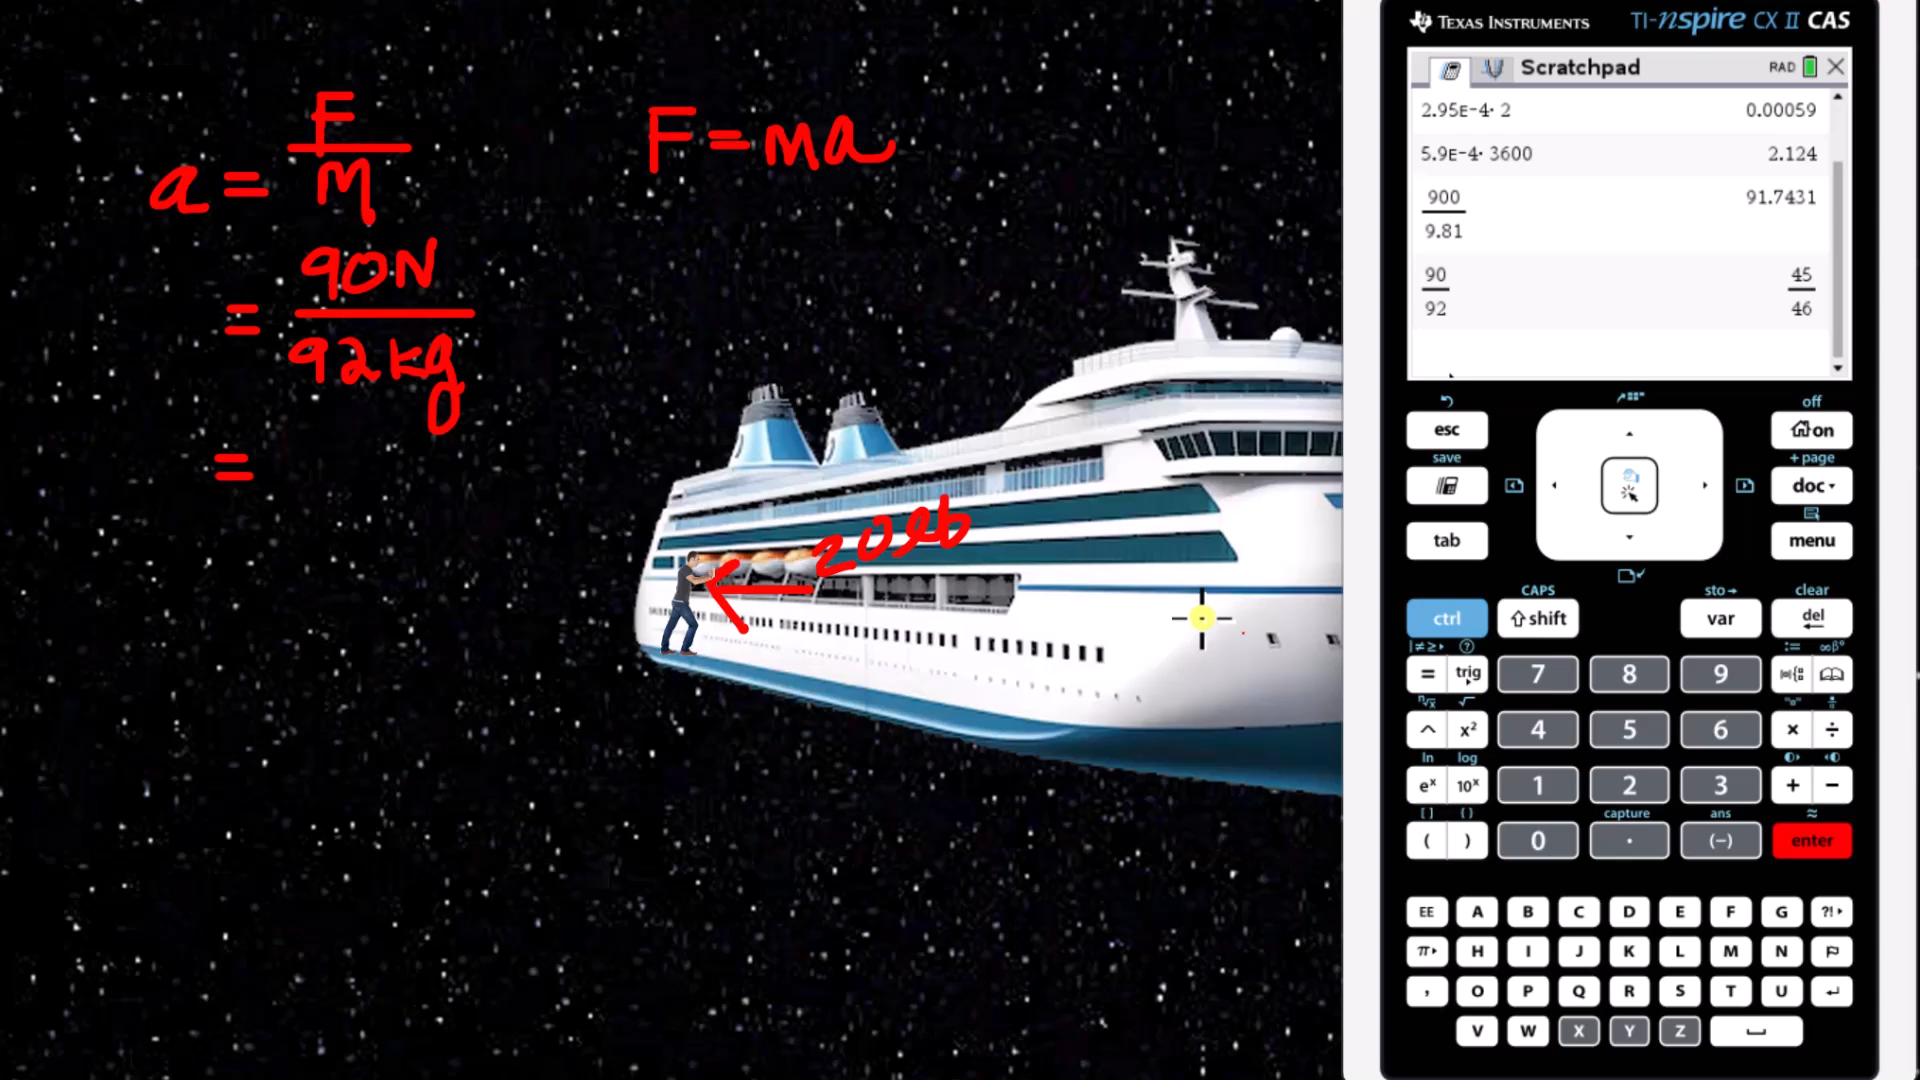 a = F / M
= 90N / 92kg
=
F = ma
20lb
TEXAS INSTRUMENTS TI-nspire CX II CAS
Scratchpad RAD
2.95E-4·2 0.00059
5.9E-4·3600 2.124
900 / 9.81 91.7431
90 / 92 45 / 46
off
esc on
save + page
doc
tab menu
CAPS sto→ clear
ctrl shift var del
|≠≥▸ ? := ∞β°
= trig 7 8 9
ⁿ√x √
^ x² 4 5 6 × ÷
ln log
eˣ 10ˣ 1 2 3 + −
[ ] { } capture ans ≈
( ) 0 . (−) enter
EE A B C D E F G ?!▸
π▸ H I J K L M N
, O P Q R S T U ↵
V W X Y Z